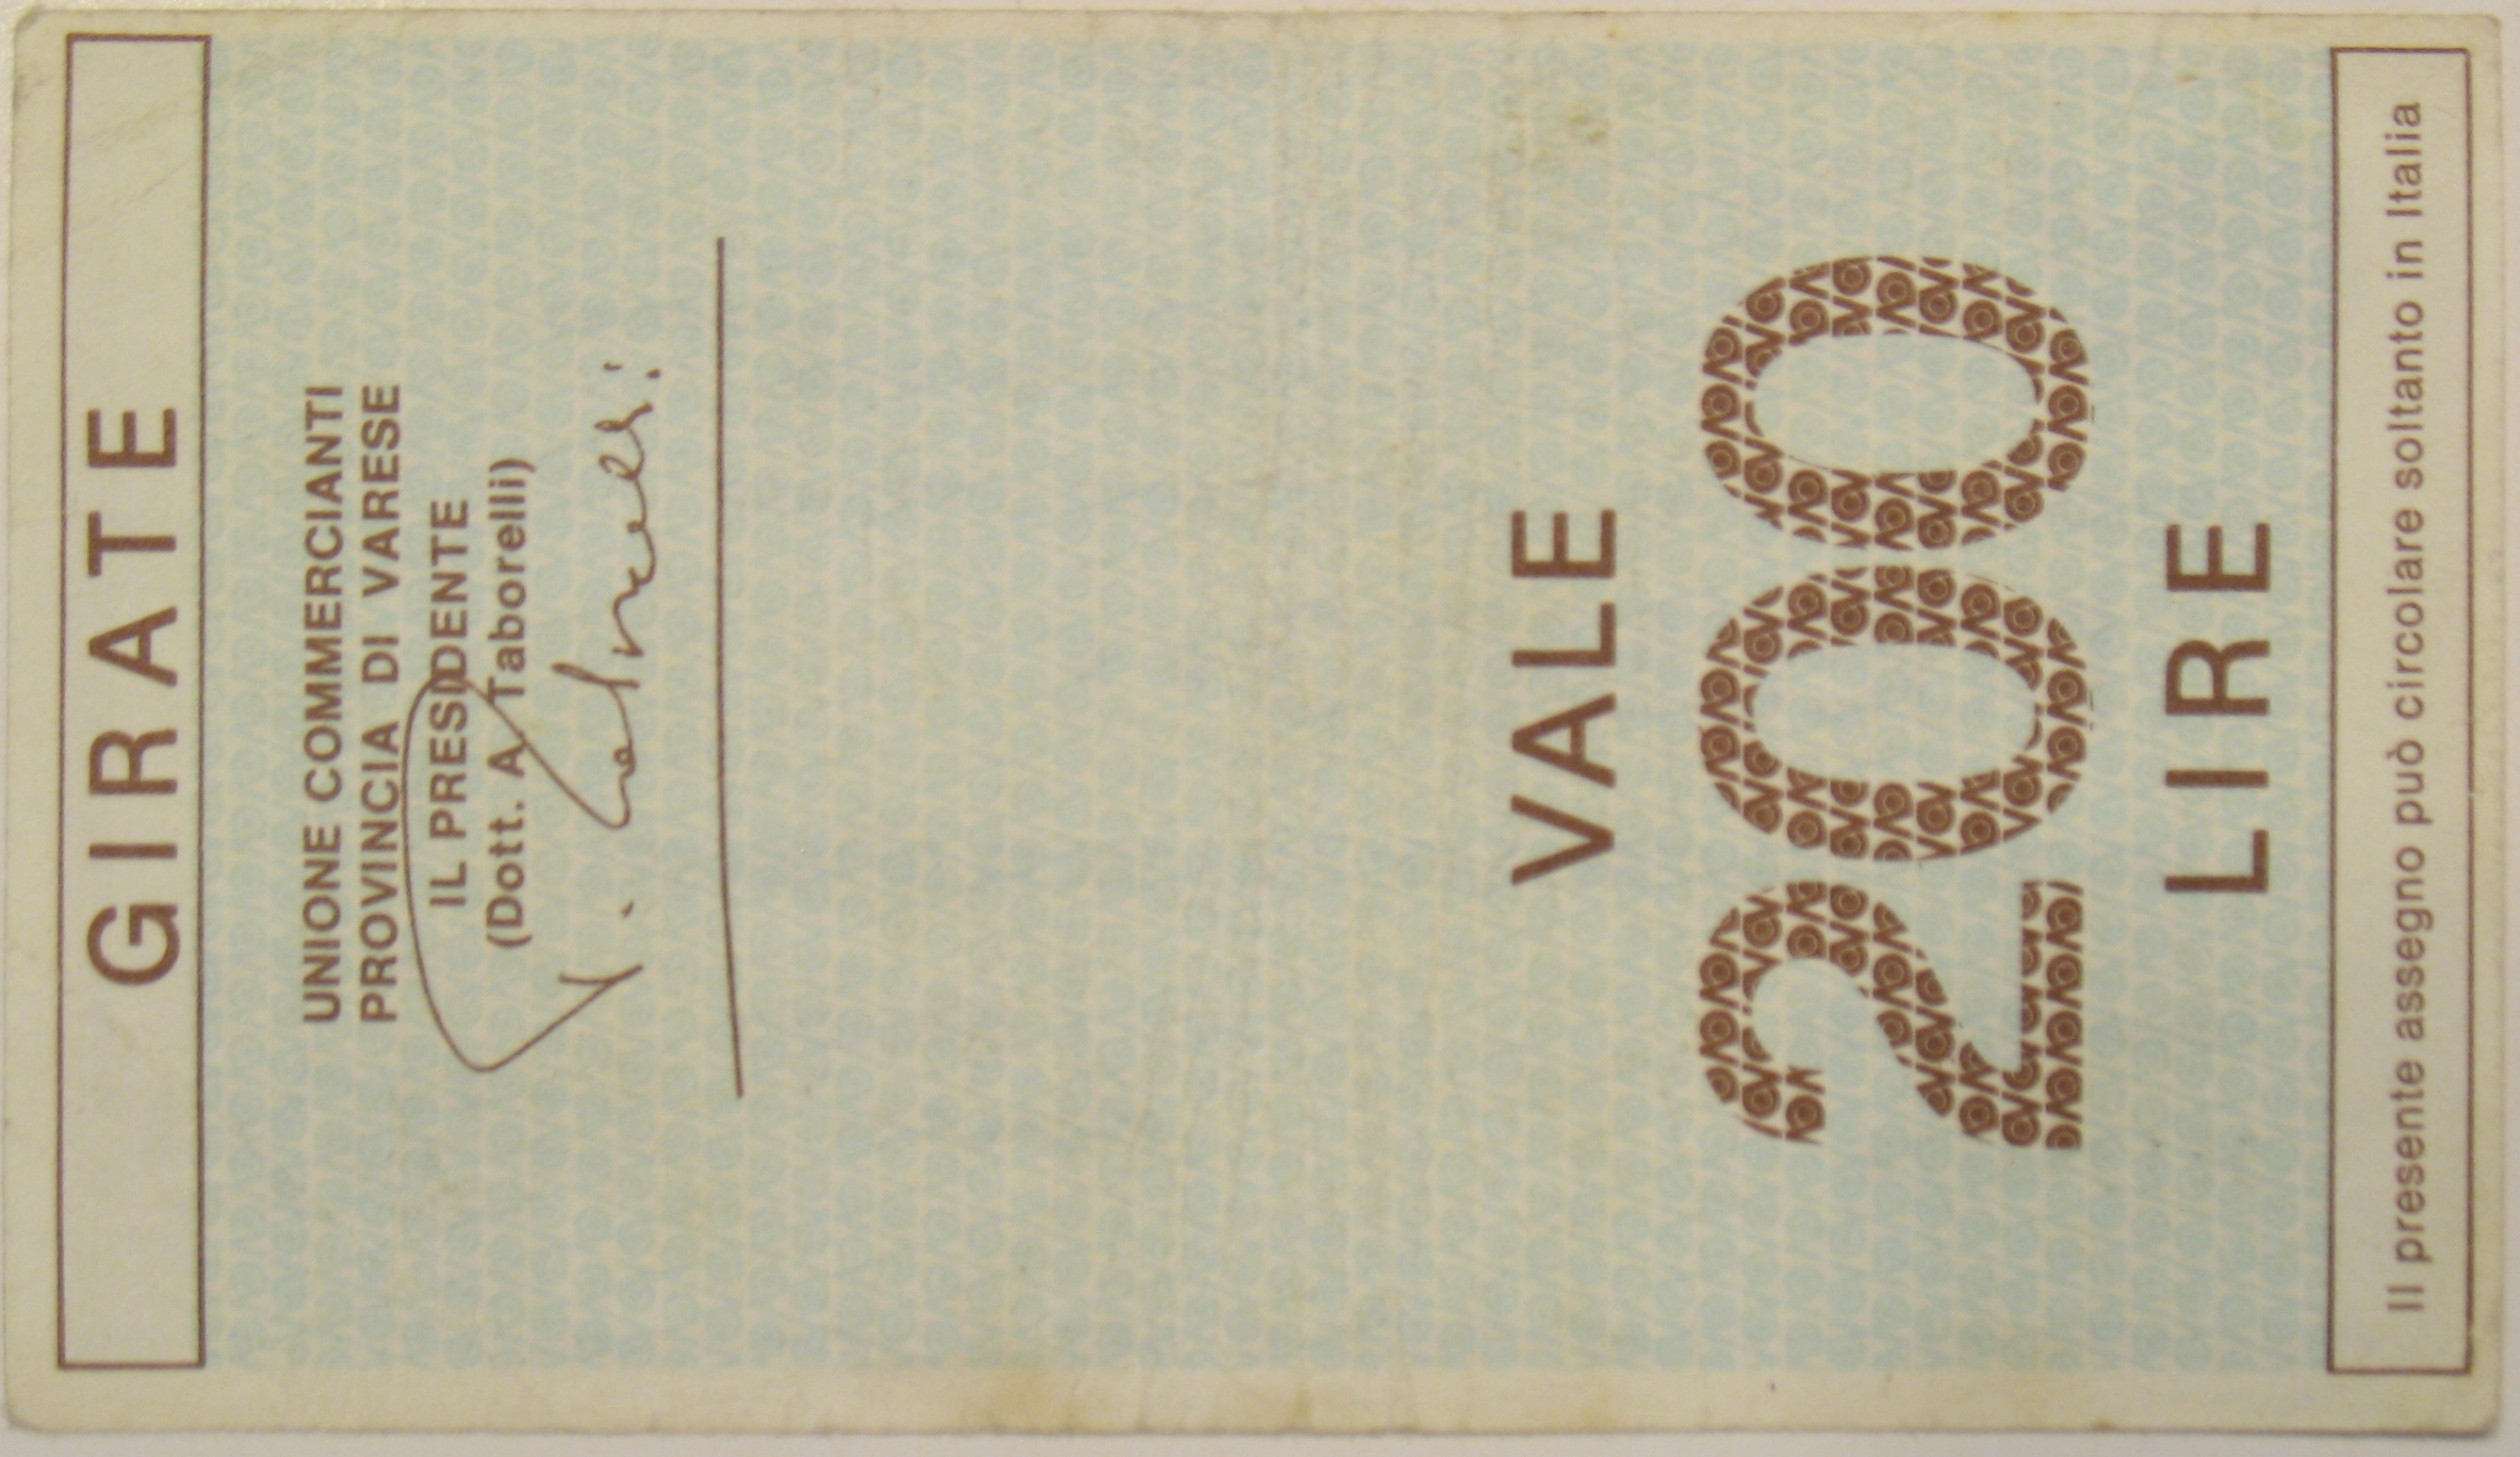 GIRATE
UNIONE COMMERCIANTI
PROVINCIA DI VARESE
IL PRESIDENTE
(Dott. A Taborelli)
VALE
200
LIRE
Il presente assegno può circolare soltanto in Italia